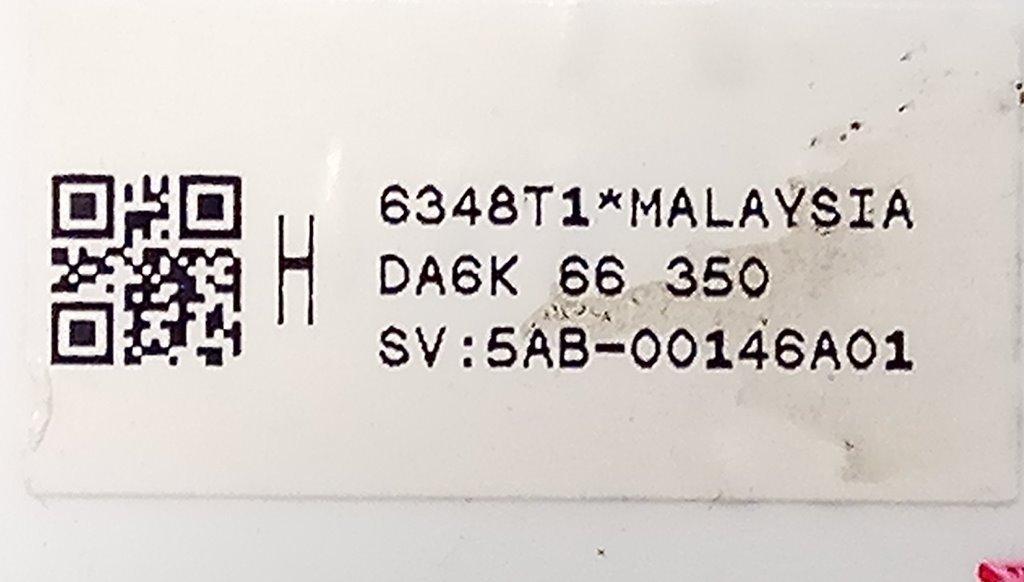 H
6348T1*MALAYSIA
DA6K 66 350
SV:5AB-00146A01